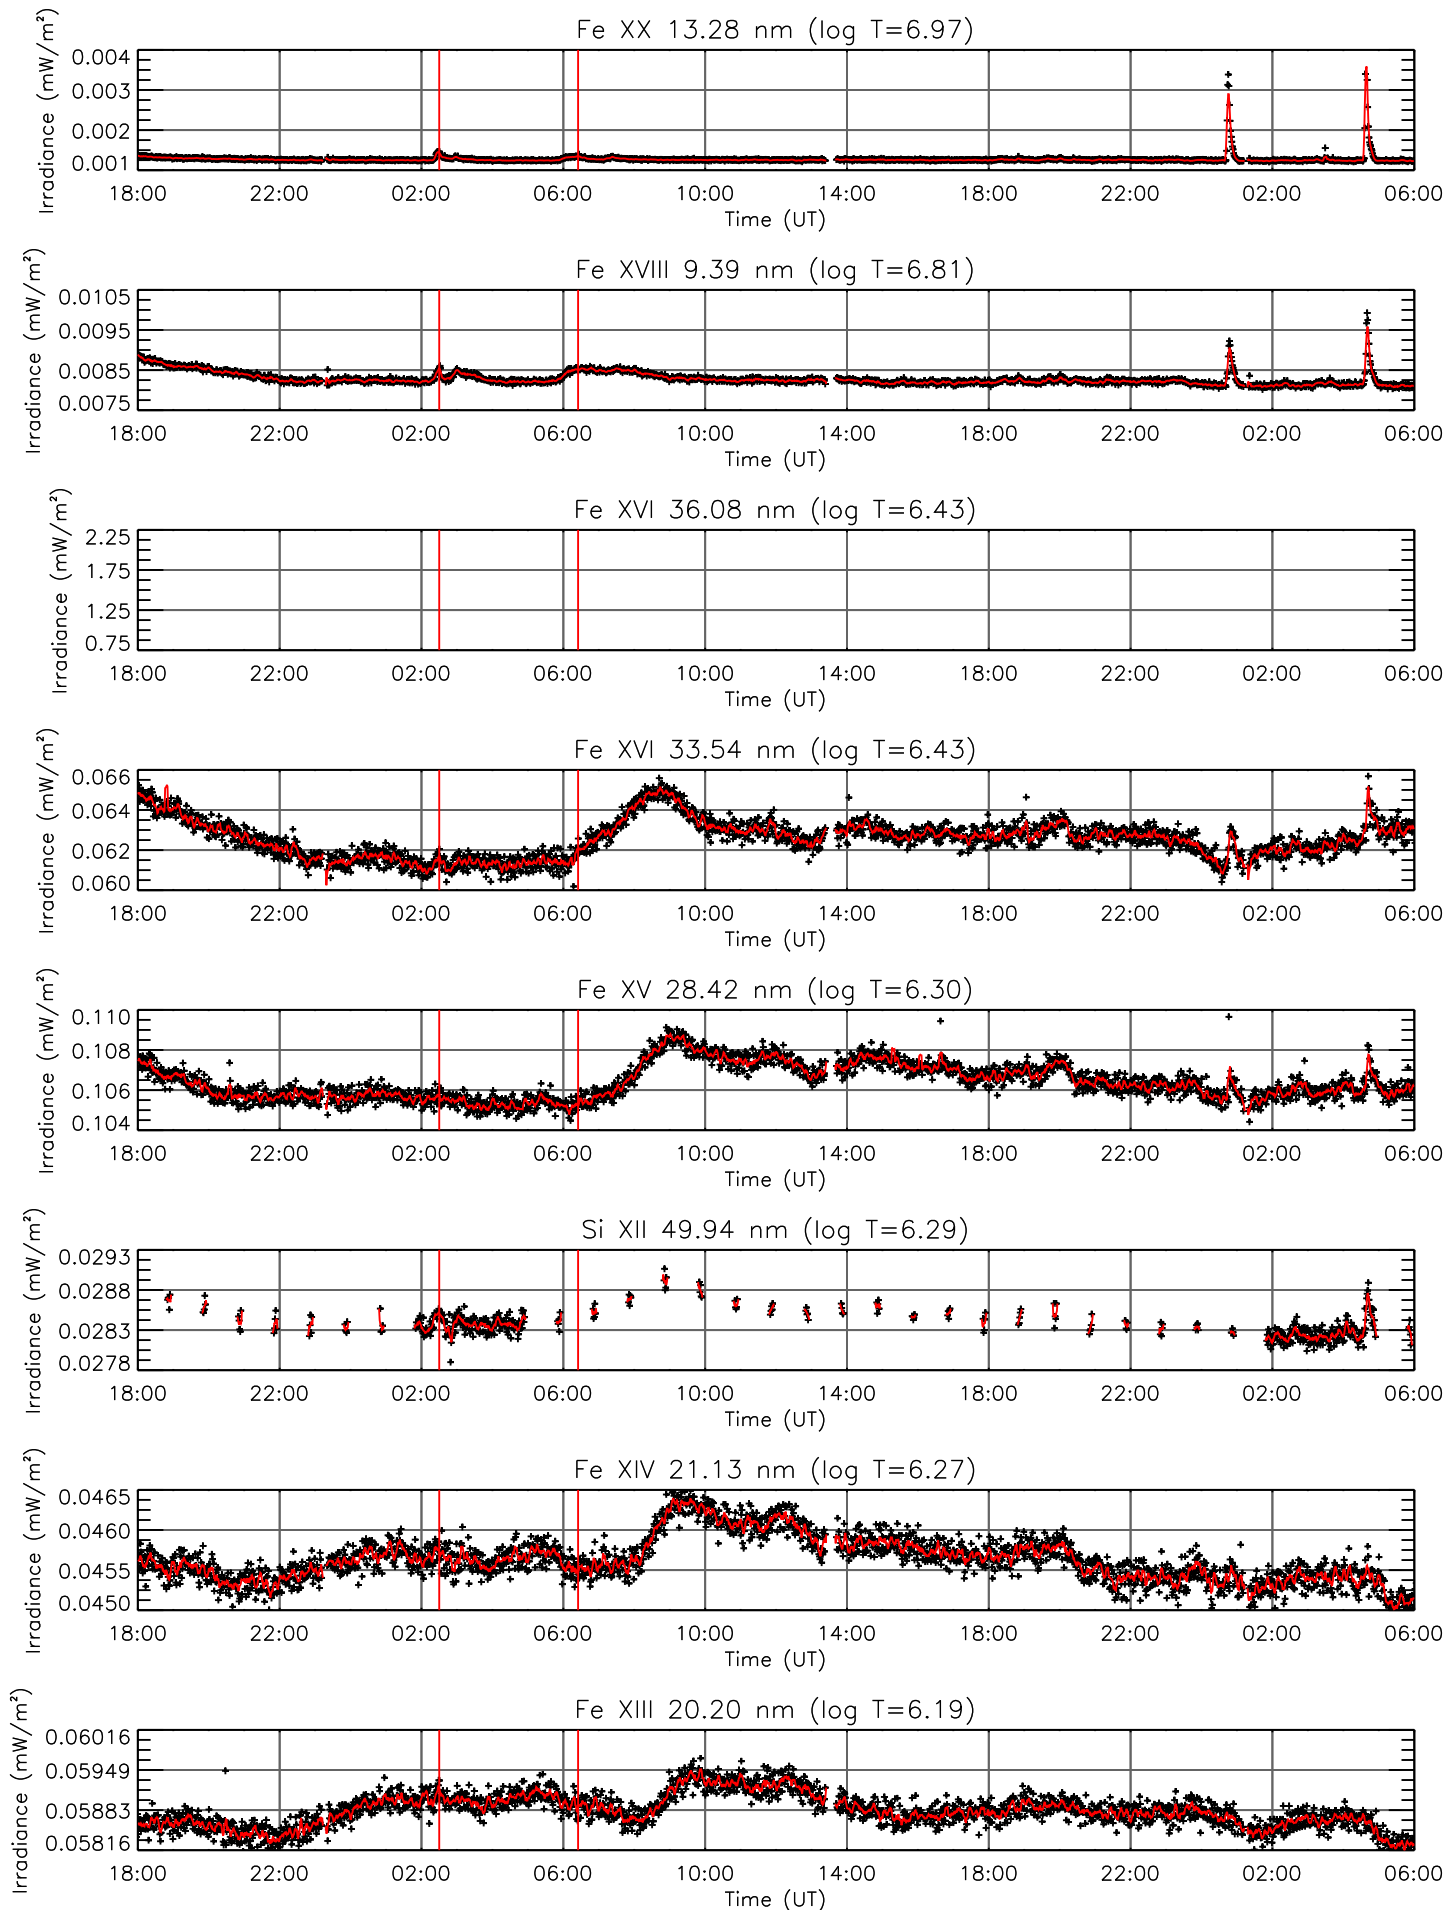 Fe XX 13.28 nm (log T=6.97)
Irradiance (mW/m²)
0.004
0.003
0.002
0.001
18:00 22:00 02:00 06:00 10:00 14:00 18:00 22:00 02:00 06:00
Time (UT)
Fe XVIII 9.39 nm (log T=6.81)
Irradiance (mW/m²)
0.0105
0.0095
0.0085
0.0075
18:00 22:00 02:00 06:00 10:00 14:00 18:00 22:00 02:00 06:00
Time (UT)
Fe XVI 36.08 nm (log T=6.43)
Irradiance (mW/m²)
2.25
1.75
1.25
0.75
18:00 22:00 02:00 06:00 10:00 14:00 18:00 22:00 02:00 06:00
Time (UT)
Fe XVI 33.54 nm (log T=6.43)
Irradiance (mW/m²)
0.066
0.064
0.062
0.060
18:00 22:00 02:00 06:00 10:00 14:00 18:00 22:00 02:00 06:00
Time (UT)
Fe XV 28.42 nm (log T=6.30)
Irradiance (mW/m²)
0.110
0.108
0.106
0.104
18:00 22:00 02:00 06:00 10:00 14:00 18:00 22:00 02:00 06:00
Time (UT)
Si XII 49.94 nm (log T=6.29)
Irradiance (mW/m²)
0.0293
0.0288
0.0283
0.0278
18:00 22:00 02:00 06:00 10:00 14:00 18:00 22:00 02:00 06:00
Time (UT)
Fe XIV 21.13 nm (log T=6.27)
Irradiance (mW/m²)
0.0465
0.0460
0.0455
0.0450
18:00 22:00 02:00 06:00 10:00 14:00 18:00 22:00 02:00 06:00
Time (UT)
Fe XIII 20.20 nm (log T=6.19)
Irradiance (mW/m²)
0.06016
0.05949
0.05883
0.05816
18:00 22:00 02:00 06:00 10:00 14:00 18:00 22:00 02:00 06:00
Time (UT)